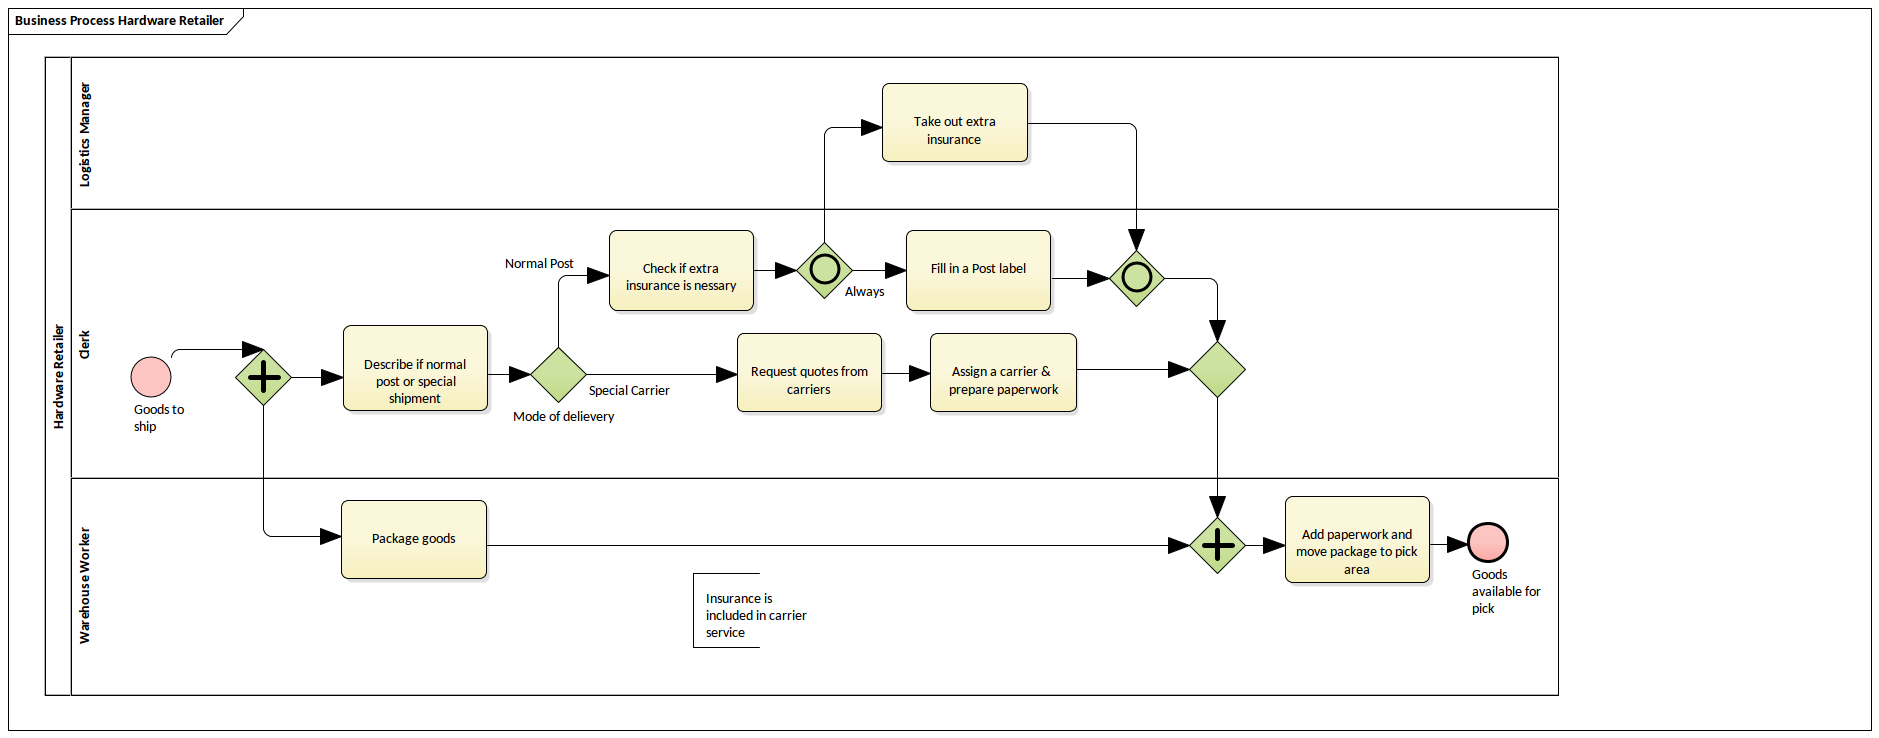 Business Process Hardware Retailer
Hardware Retailer
Logistics Manager
Take out extra
insurance
Clerk
Normal Post
Check if extra
insurance is nessary
Always
Fill in a Post label
Goods to
ship
Describe if normal
post or special
shipment
Special Carrier
Mode of delievery
Request quotes from
carriers
Assign a carrier &
prepare paperwork
Warehouse Worker
Package goods
Insurance is
included in carrier
service
Add paperwork and
move package to pick
area
Goods
available for
pick